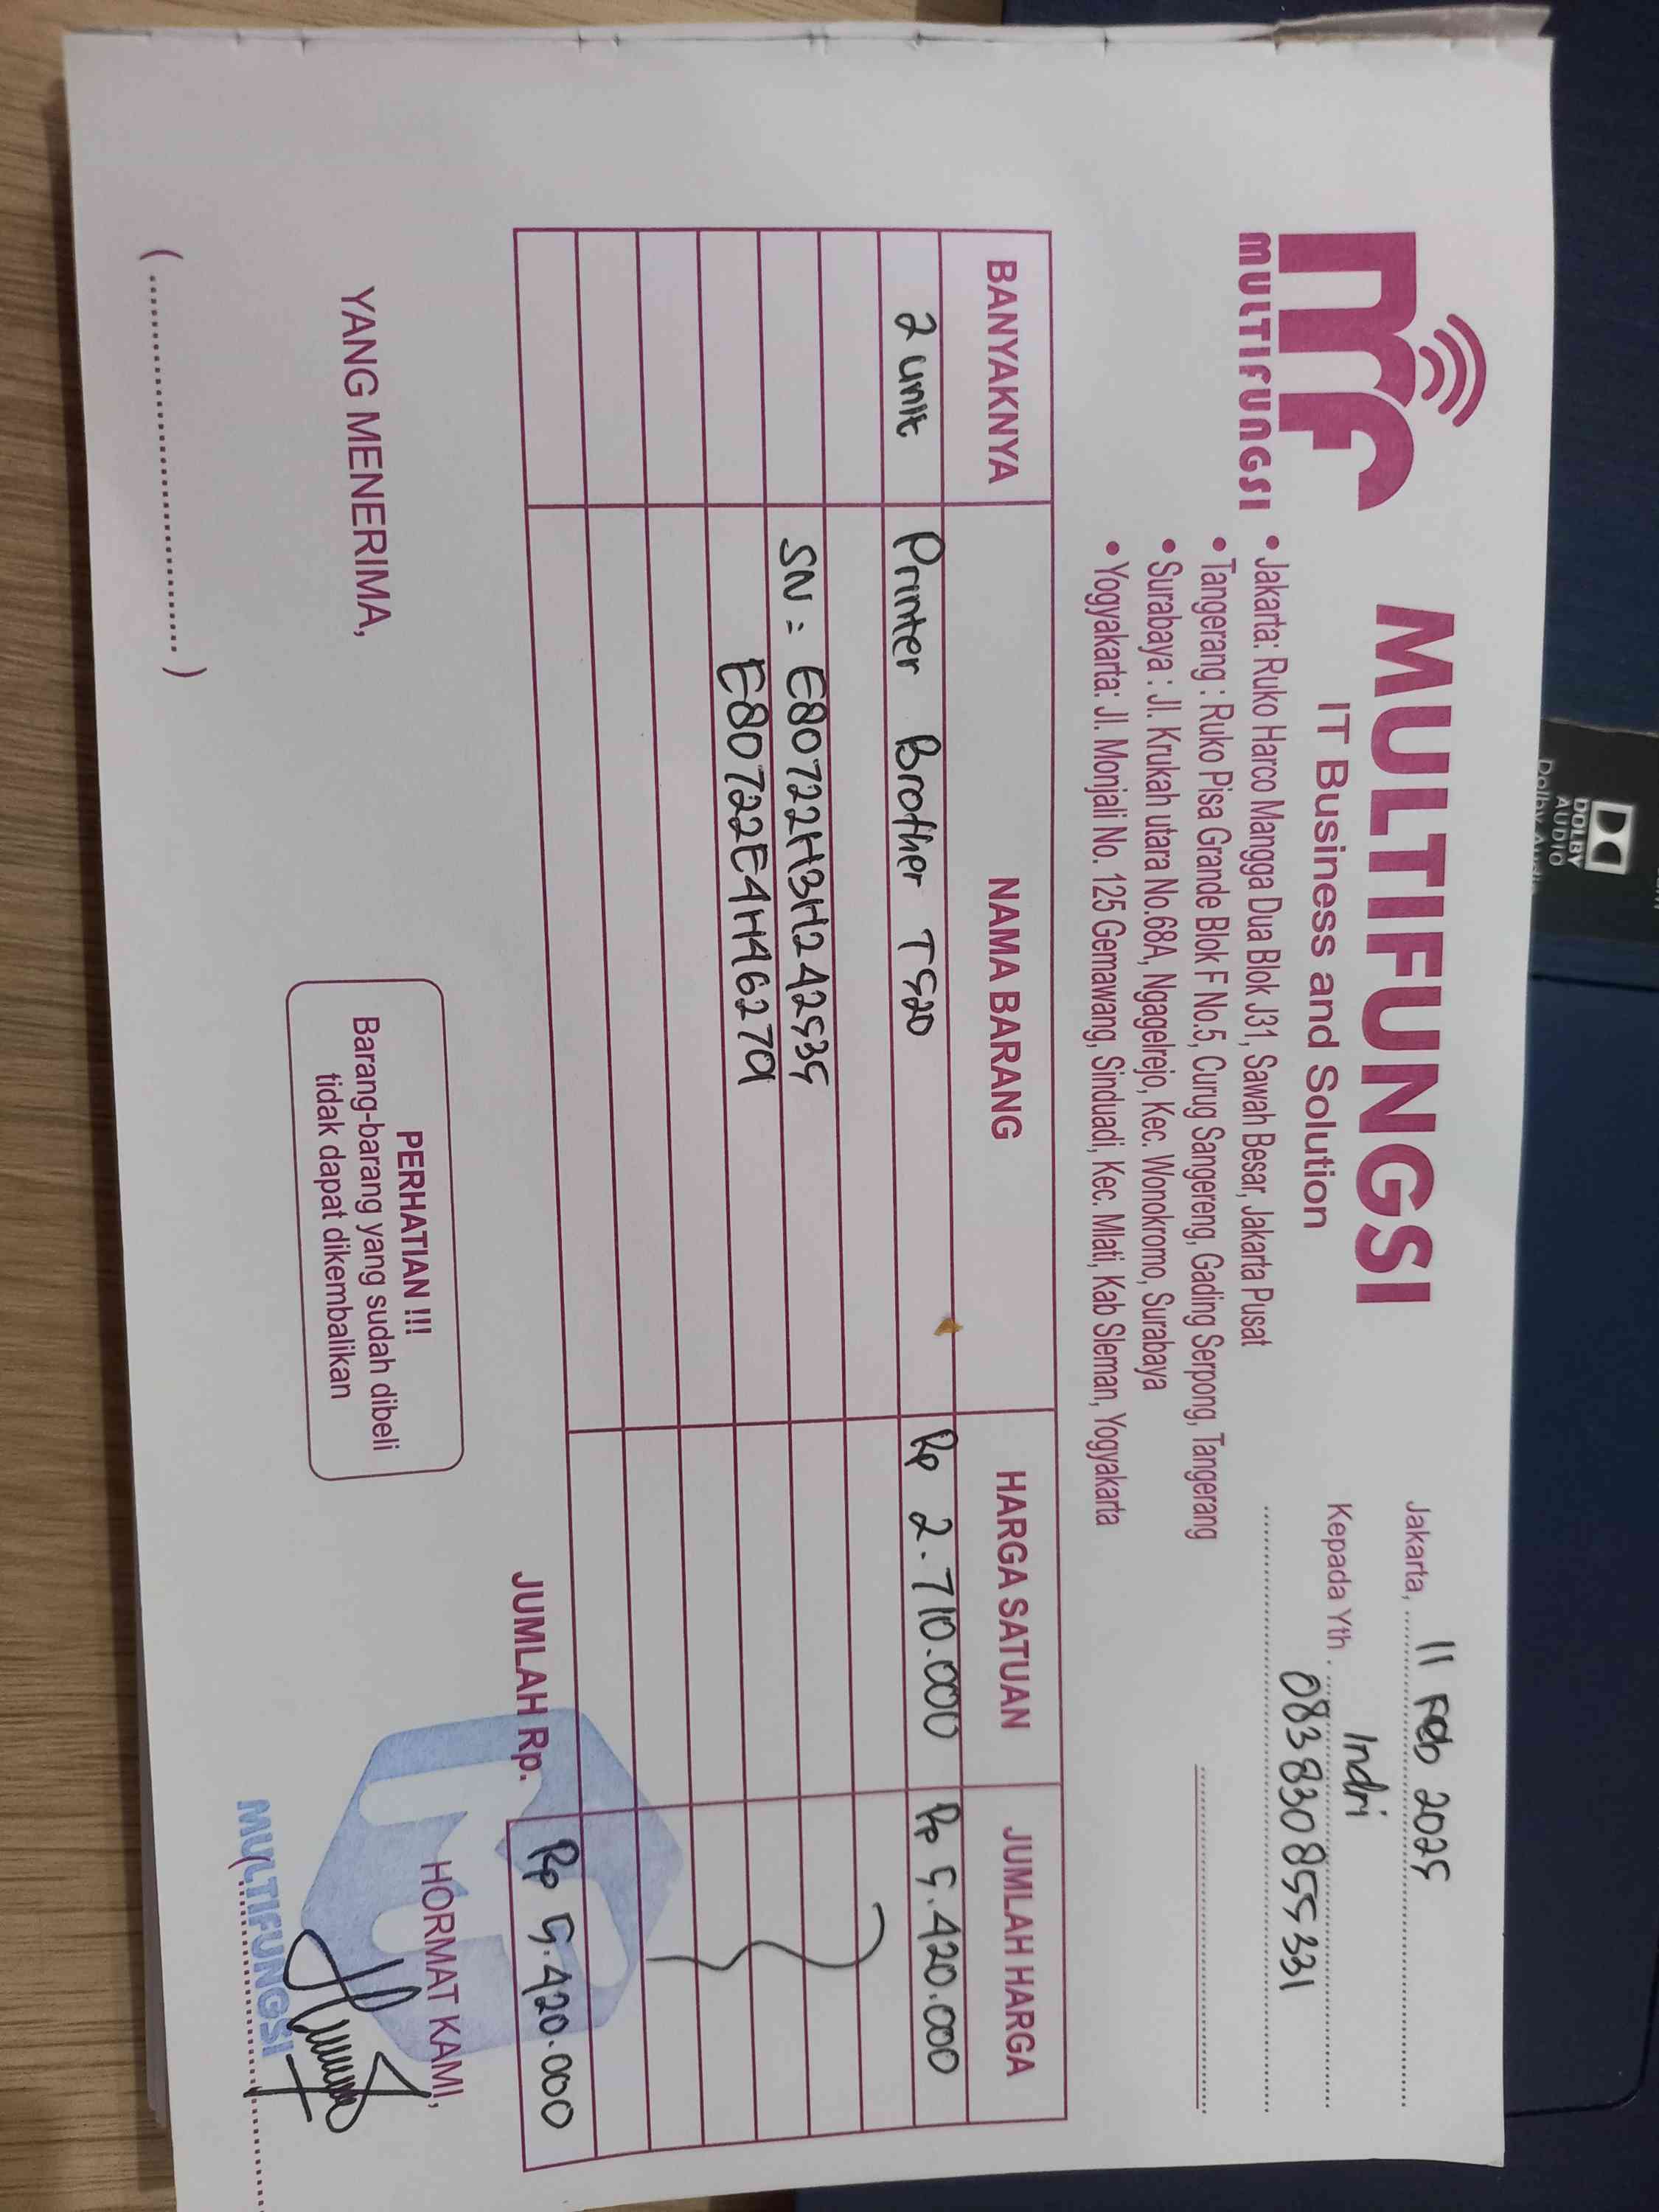 MULTIFUNGSI
MULTIFUNGSI
IT Business and Solution
• Jakarta: Ruko Harco Mangga Dua Blok J31, Sawah Besar, Jakarta Pusat
• Tangerang : Ruko Pisa Grande Blok F No.5, Curug Sangereng, Gading Serpong, Tangerang
• Surabaya : Jl. Krukah utara No.68A, Ngagelrejo, Kec. Wonokromo, Surabaya
• Yogyakarta: Jl. Monjali No. 125 Gemawang, Sinduadi, Kec. Mlati, Kab Sleman, Yogyakarta
Jakarta, 11 Feb 2025
Kepada Yth. Indri
083830855331
BANYAKNYA NAMA BARANG HARGA SATUAN JUMLAH HARGA
2 unit Printer Brother T520 Rp 2.710.000 Rp 5.420.000
SN : E80722H3H242535
E80722E4H446279
JUMLAH Rp. Rp 5.420.000
YANG MENERIMA,
PERHATIAN !!!
Barang-barang yang sudah dibeli
tidak dapat dikembalikan
HORMAT KAMI,
MULTIFUNGSI
DOLBY
AUDIO